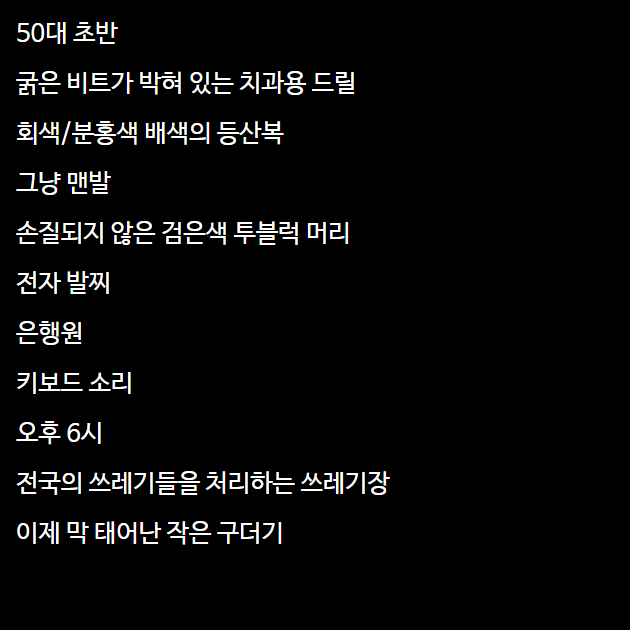 50대 초반
굵은 비트가 박혀 있는 치과용 드릴
회색/분홍색 배색의 등산복
그냥 맨발
손질되지 않은 검은색 투블럭 머리
전자 발찌
은행원
키보드 소리
오후 6시
전국의 쓰레기들을 처리하는 쓰레기장
이제 막 태어난 작은 구더기